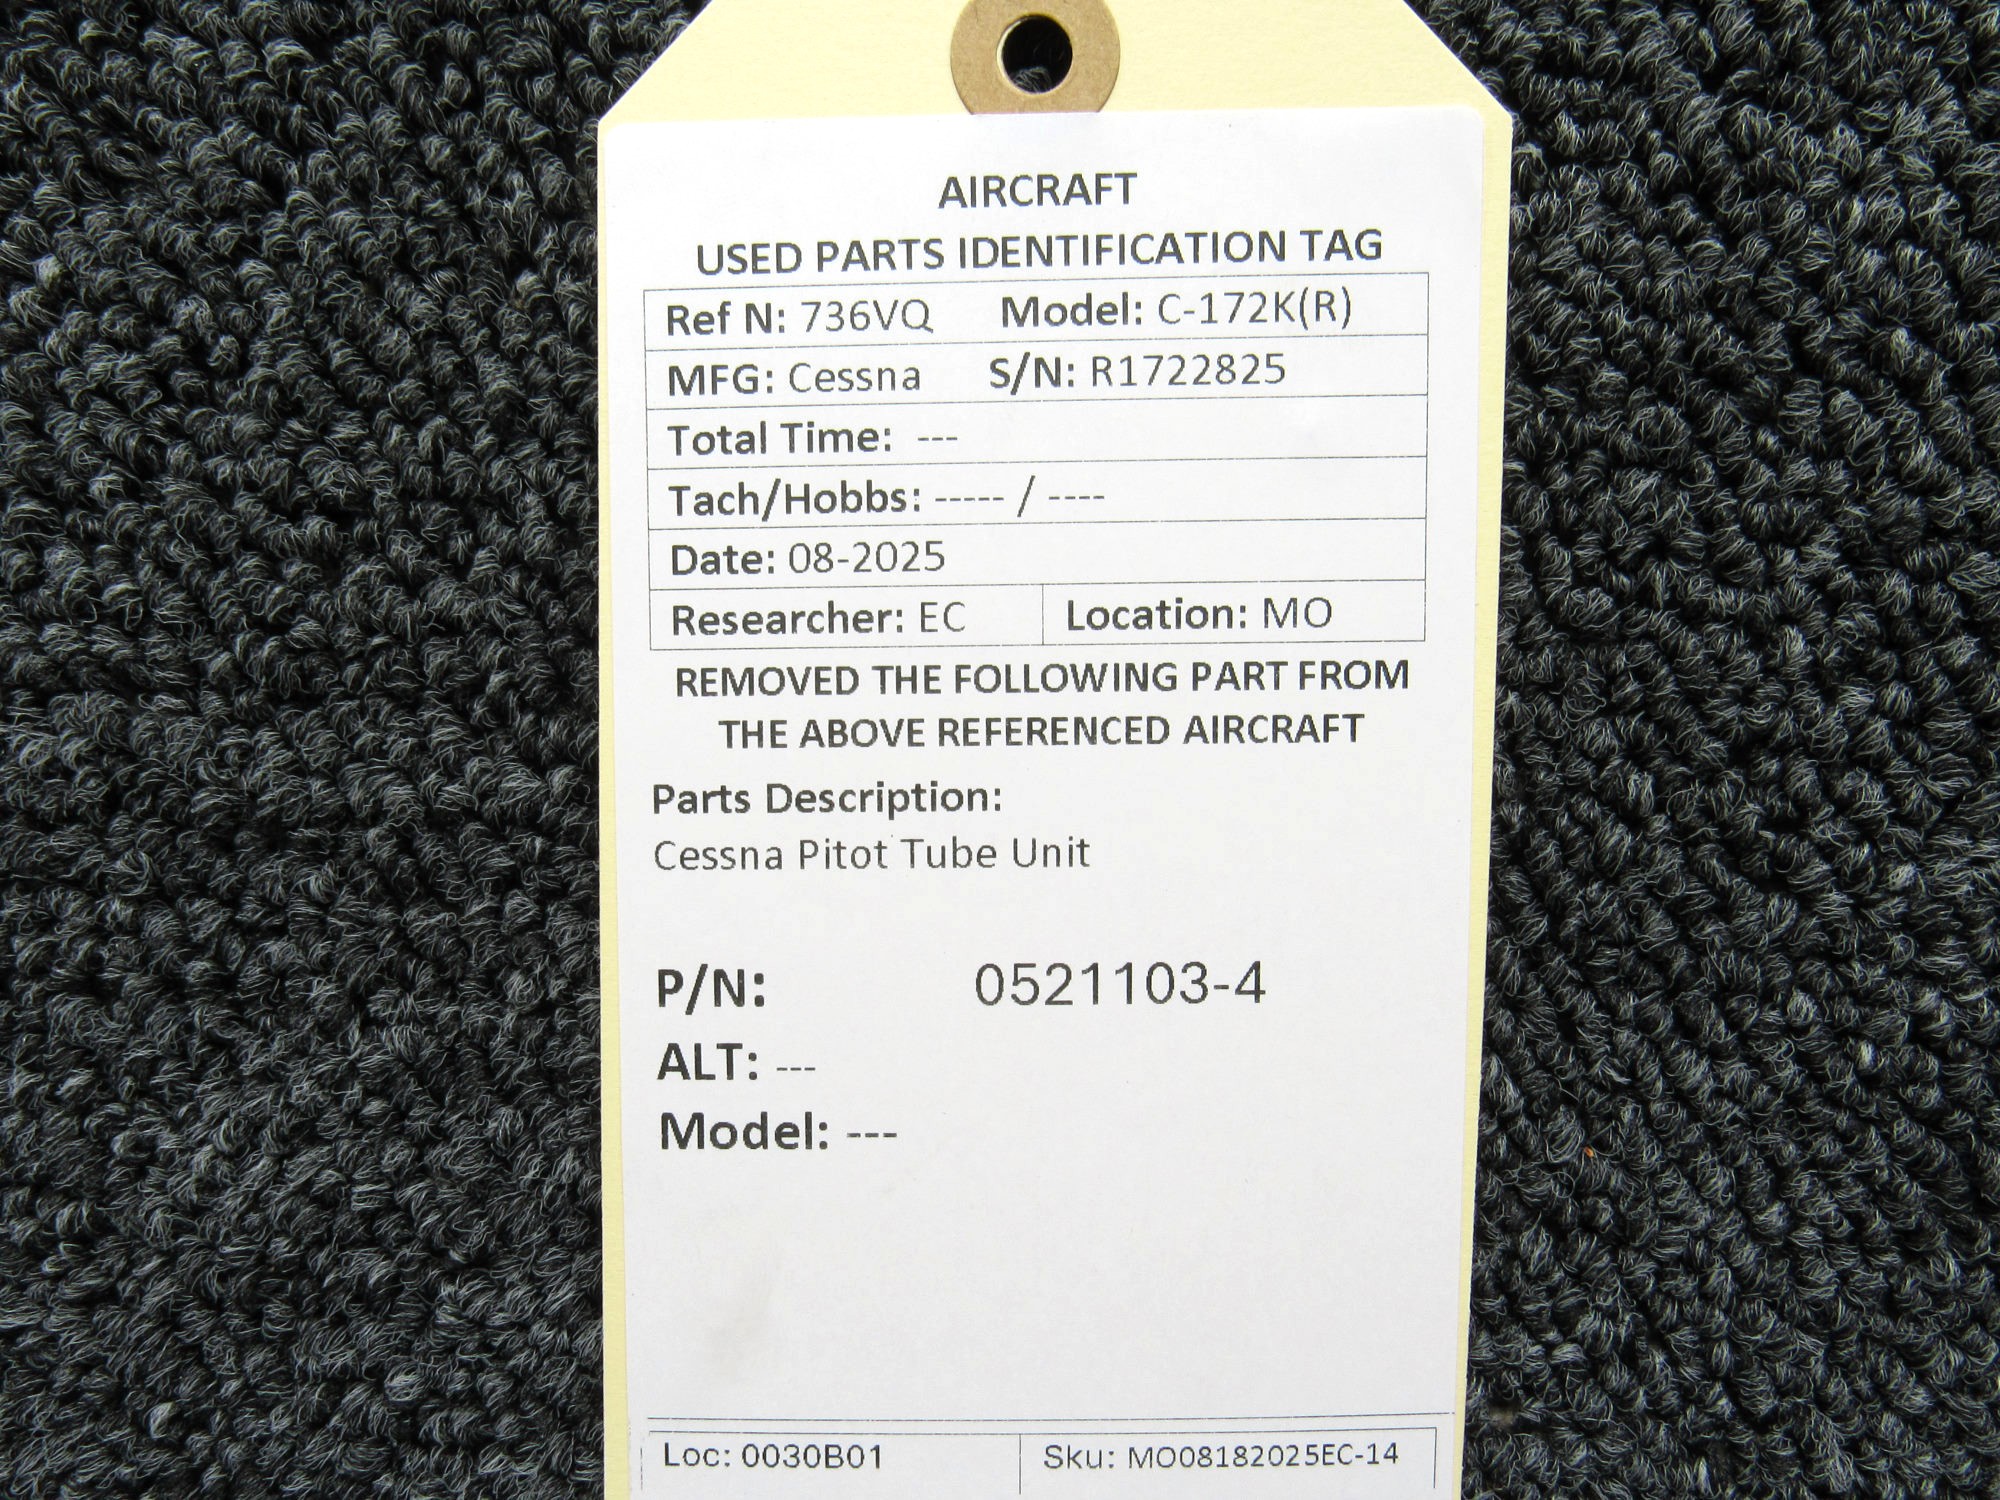 AIRCRAFT
USED PARTS IDENTIFICATION TAG
Ref N: 736VQ Model: C-172K(R)
MFG: Cessna S/N: R1722825
Total Time: ---
Tach/Hobbs: ----- / ----
Date: 08-2025
Researcher: EC Location: MO
REMOVED THE FOLLOWING PART FROM
THE ABOVE REFERENCED AIRCRAFT
Parts Description:
Cessna Pitot Tube Unit
P/N: 0521103-4
ALT: ---
Model: ---
Loc: 0030B01 Sku: MO08182025EC-14